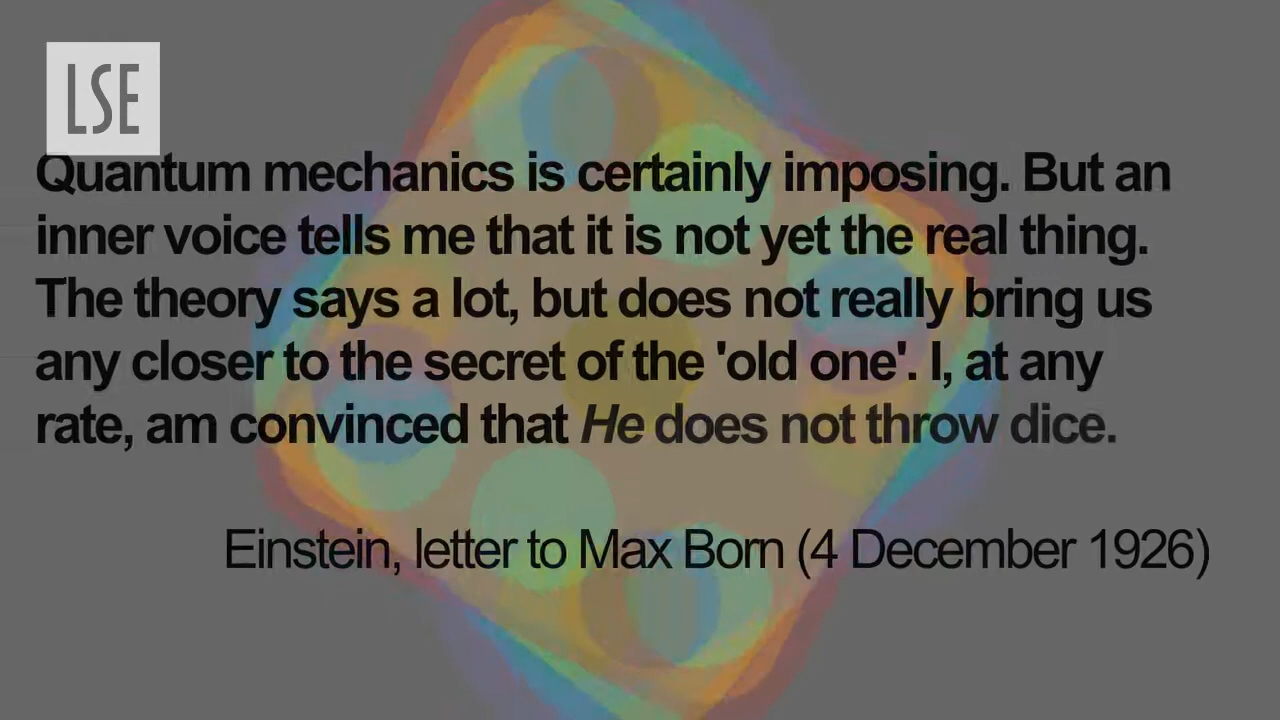 LSE
Quantum mechanics is certainly imposing. But an
inner voice tells me that it is not yet the real thing.
The theory says a lot, but does not really bring us
any closer to the secret of the 'old one'. I, at any
rate, am convinced that He does not throw dice.
Einstein, letter to Max Born (4 December 1926)